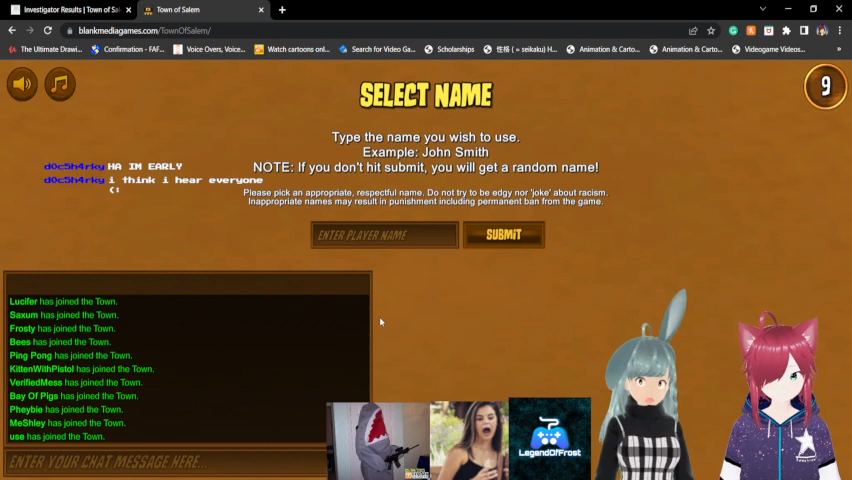 Investigator Results | Town of Sal
Town of Salem
blankmediagames.com/TownOfSalem/
The Ultimate Drawi...
Confirmation - FAF...
Voice Overs, Voice...
Watch cartoons onl...
Search for Video Ga...
Scholarships
性格 ( = seikaku) H...
Animation & Carto...
Animation & Carto...
Videogame Videos...
SELECT NAME
9
Type the name you wish to use.
Example: John Smith
NOTE: If you don't hit submit, you will get a random name!
Please pick an appropriate, respectful name. Do not try to be edgy nor 'joke' about racism.
Inappropriate names may result in punishment including permanent ban from the game.
d0c5h4rky HA IM EARLY
d0c5h4rky i think i hear everyone
(:
ENTER PLAYER NAME
SUBMIT
Lucifer has joined the Town.
Saxum has joined the Town.
Frosty has joined the Town.
Bees has joined the Town.
Ping Pong has joined the Town.
KittenWithPistol has joined the Town.
VerifiedMess has joined the Town.
Bay Of Pigs has joined the Town.
Pheybie has joined the Town.
MeShley has joined the Town.
use has joined the Town.
ENTER YOUR CHAT MESSAGE HERE...
LegendOfFrost